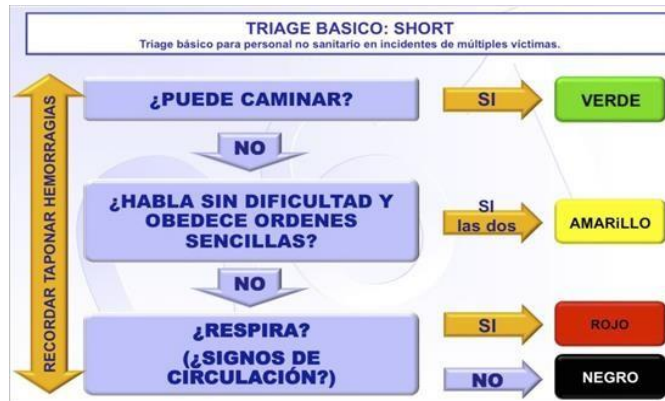 TRIAGE BASICO: SHORT
Triage básico para personal no sanitario en incidentes de múltiples víctimas.
RECORDAR TAPONAR HEMORRAGIAS
¿PUEDE CAMINAR?
SI
VERDE
NO
¿HABLA SIN DIFICULTAD Y
OBEDECE ORDENES
SENCILLAS?
SI
las dos
AMARiLLO
NO
¿RESPIRA?
(¿SIGNOS DE
CIRCULACIÓN?)
SI
ROJO
NO
NEGRO